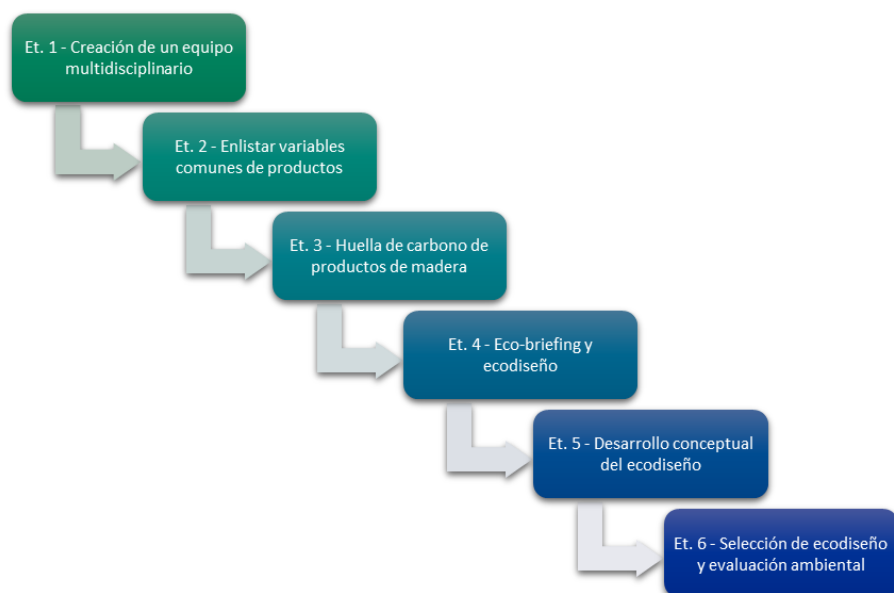 Et. 1 - Creación de un equipo
multidisciplinario
Et. 2 - Enlistar variables
comunes de productos
Et. 3 - Huella de carbono de
productos de madera
Et. 4 - Eco-briefing y
ecodiseño
Et. 5 - Desarrollo conceptual
del ecodiseño
Et. 6 - Selección de ecodiseño
y evaluación ambiental